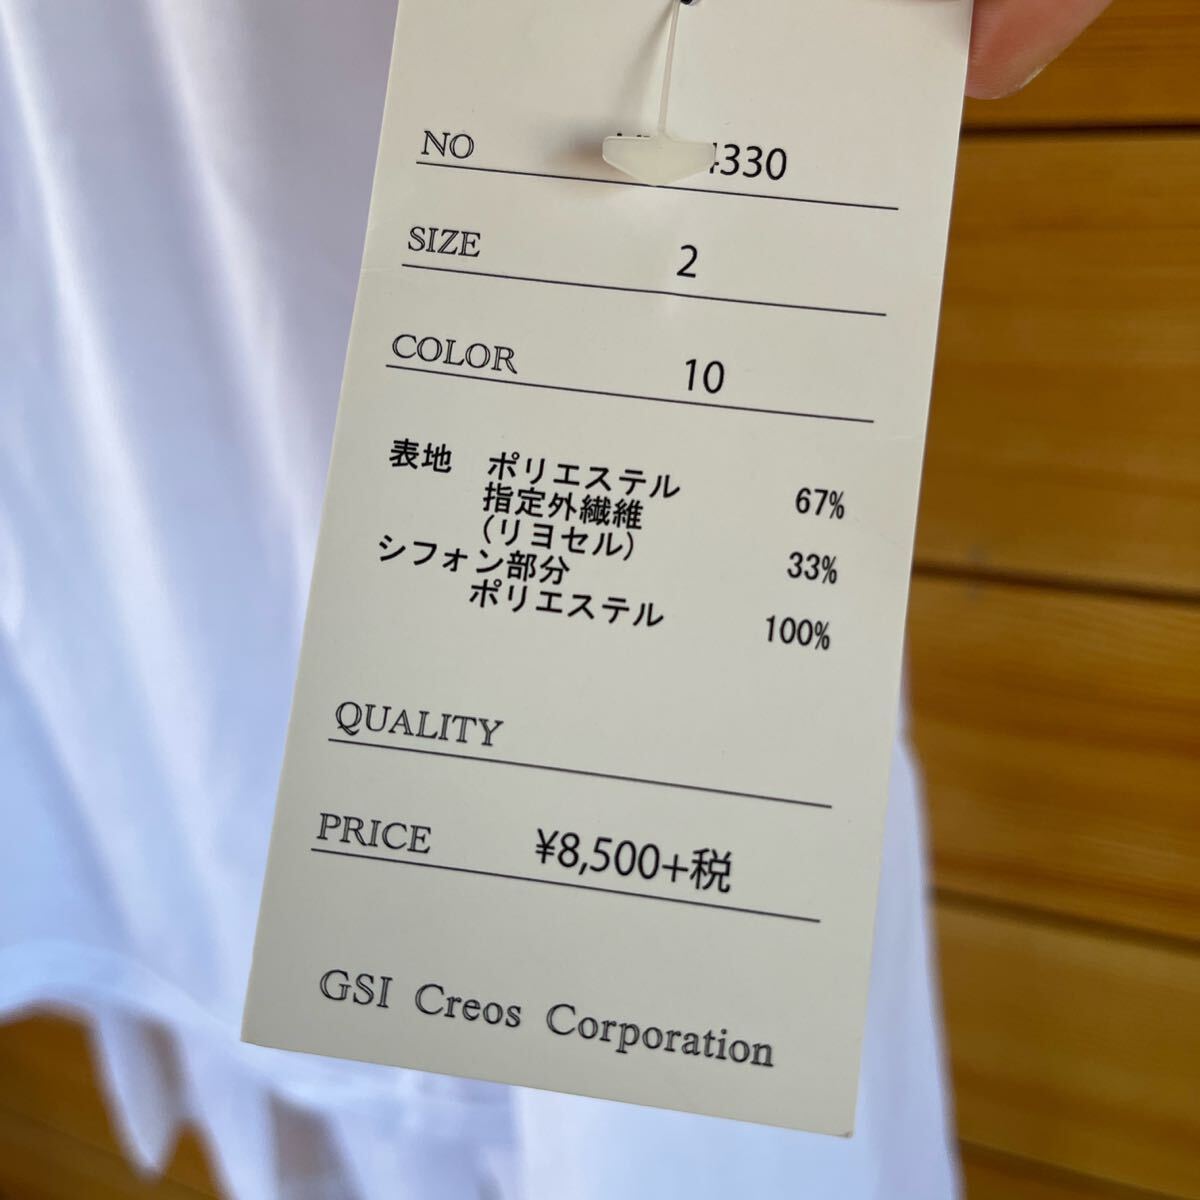 NO 4330
SIZE 2
COLOR 10
表地 ポリエステル 67%
指定外繊維
(リヨセル) 33%
シフォン部分
ポリエステル 100%
QUALITY
PRICE ¥8,500+税
GSI Creos Corporation